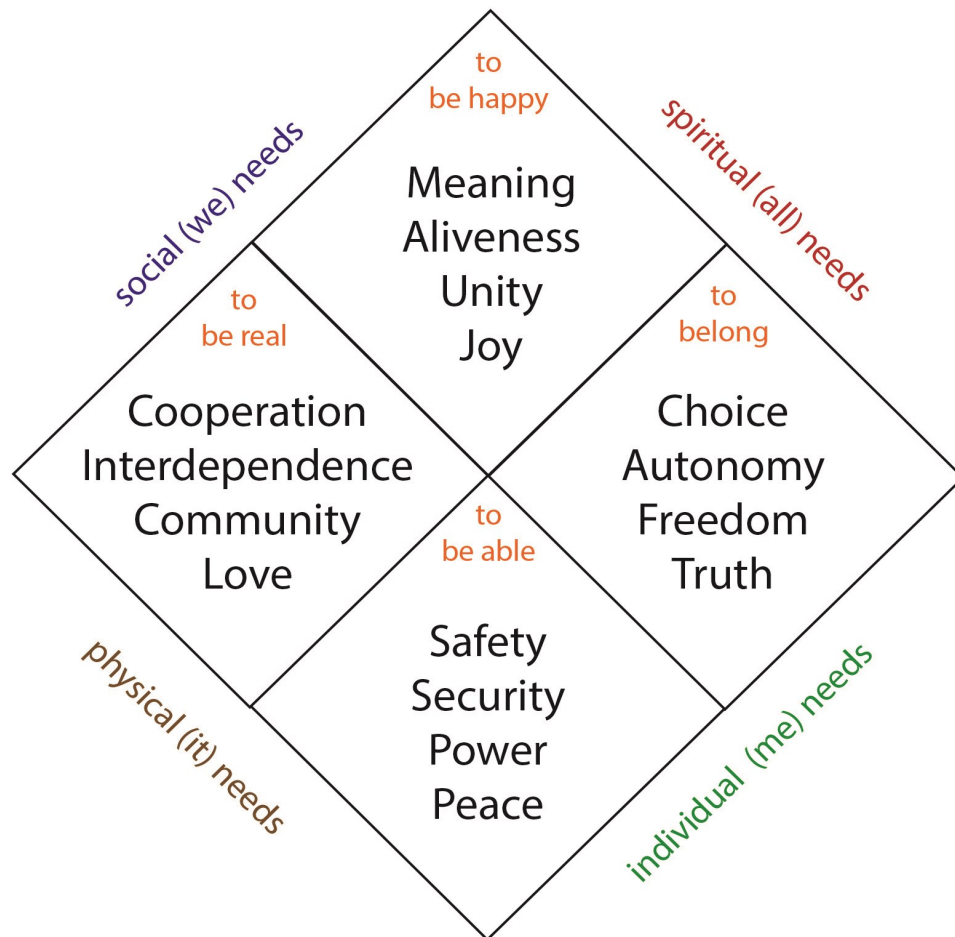 to
be happy
Meaning
Aliveness
Unity
Joy
social (we) needs
spiritual (all) needs
to
be real
Cooperation
Interdependence
Community
Love
to
belong
Choice
Autonomy
Freedom
Truth
to
be able
Safety
Security
Power
Peace
physical (it) needs
individual (me) needs